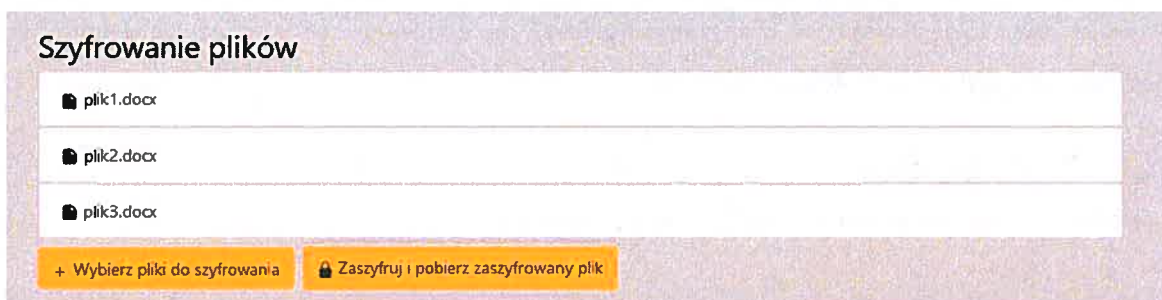 Szyfrowanie plików
plik1.docx
plik2.docx
plik3.docx
+ Wybierz pliki do szyfrowania
Zaszyfruj i pobierz zaszyfrowany plik